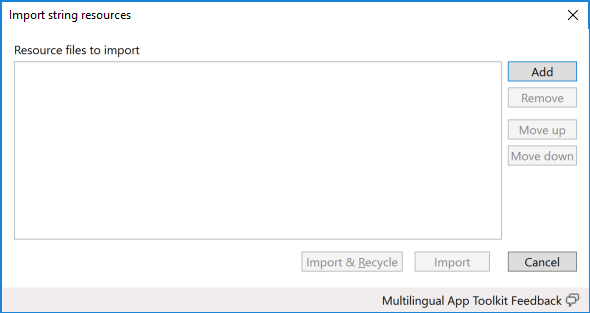 Import string resources
Resource files to import
Add
Remove
Move up
Move down
Import & Recycle
Import
Cancel
Multilingual App Toolkit Feedback